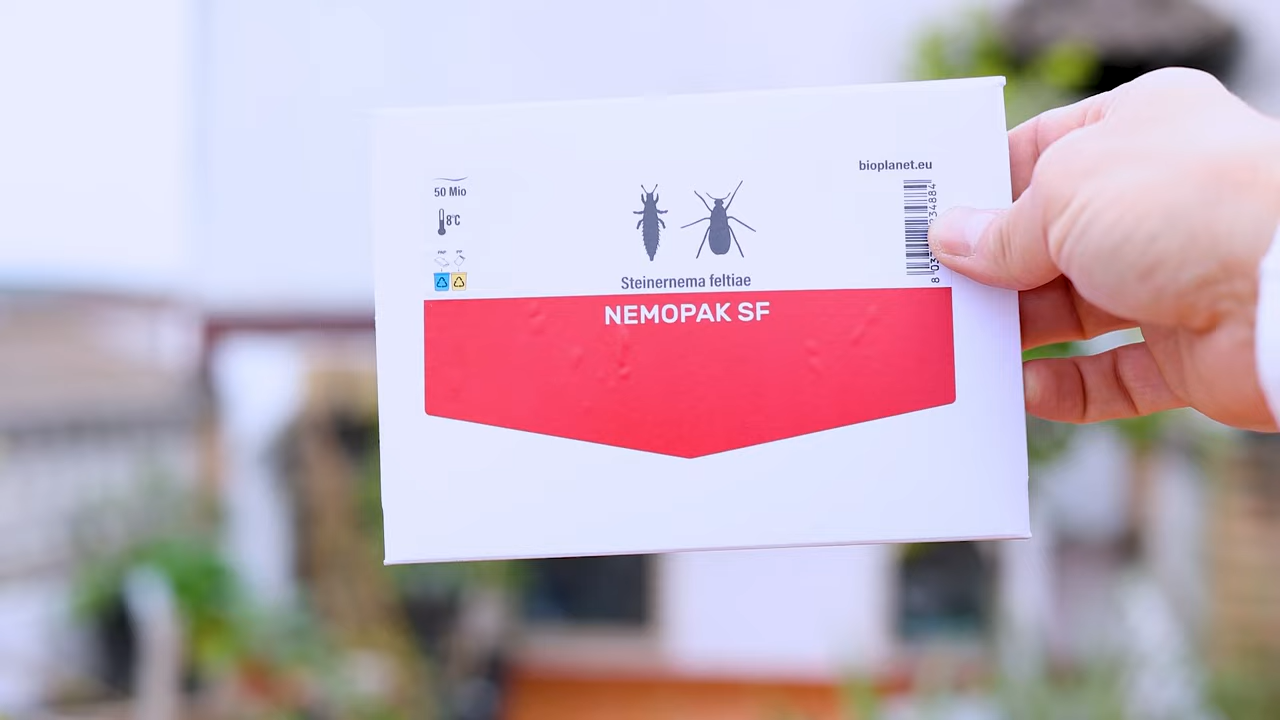 bioplanet.eu
50 Mio
8°C
Steinernema feltiae
NEMOPAK SF